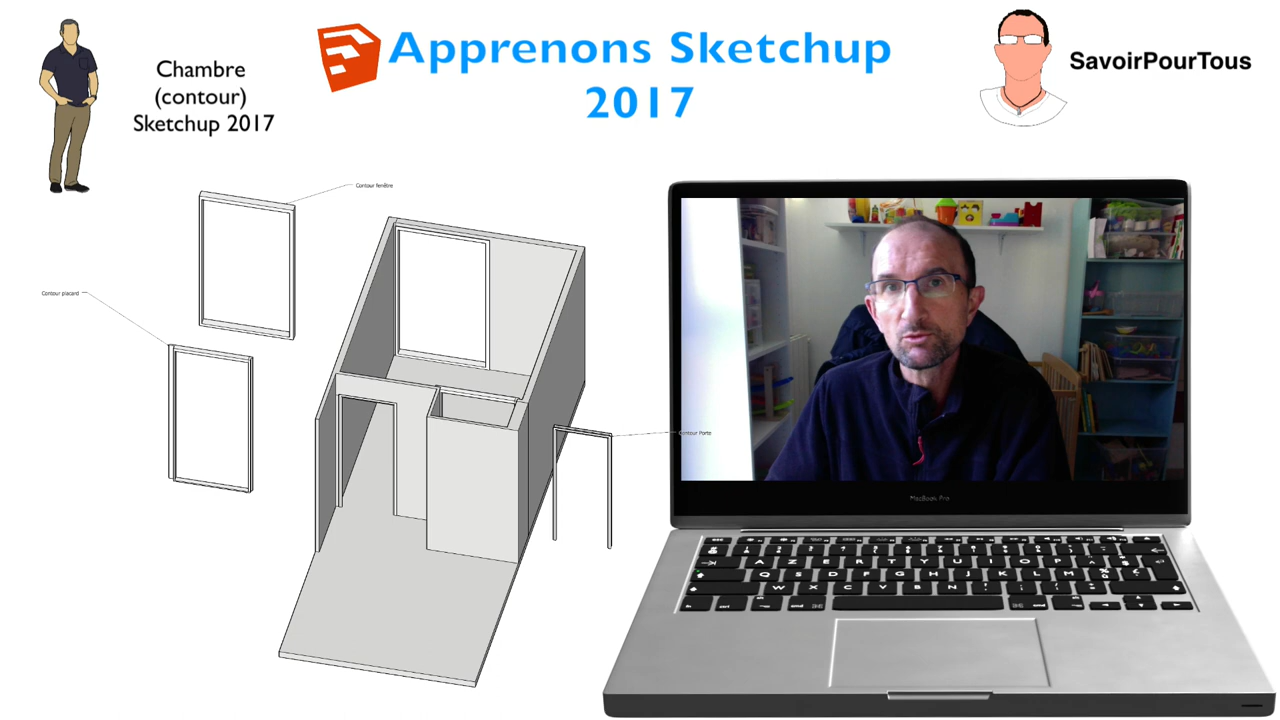 Chambre
(contour)
Sketchup 2017
Apprenons Sketchup
2017
SavoirPourTous
Contour fenêtre
Contour placard
Contour Porte
MacBook Pro
A Z E R T Y U I O P
Q S D F G H J K L M
W X C V B N